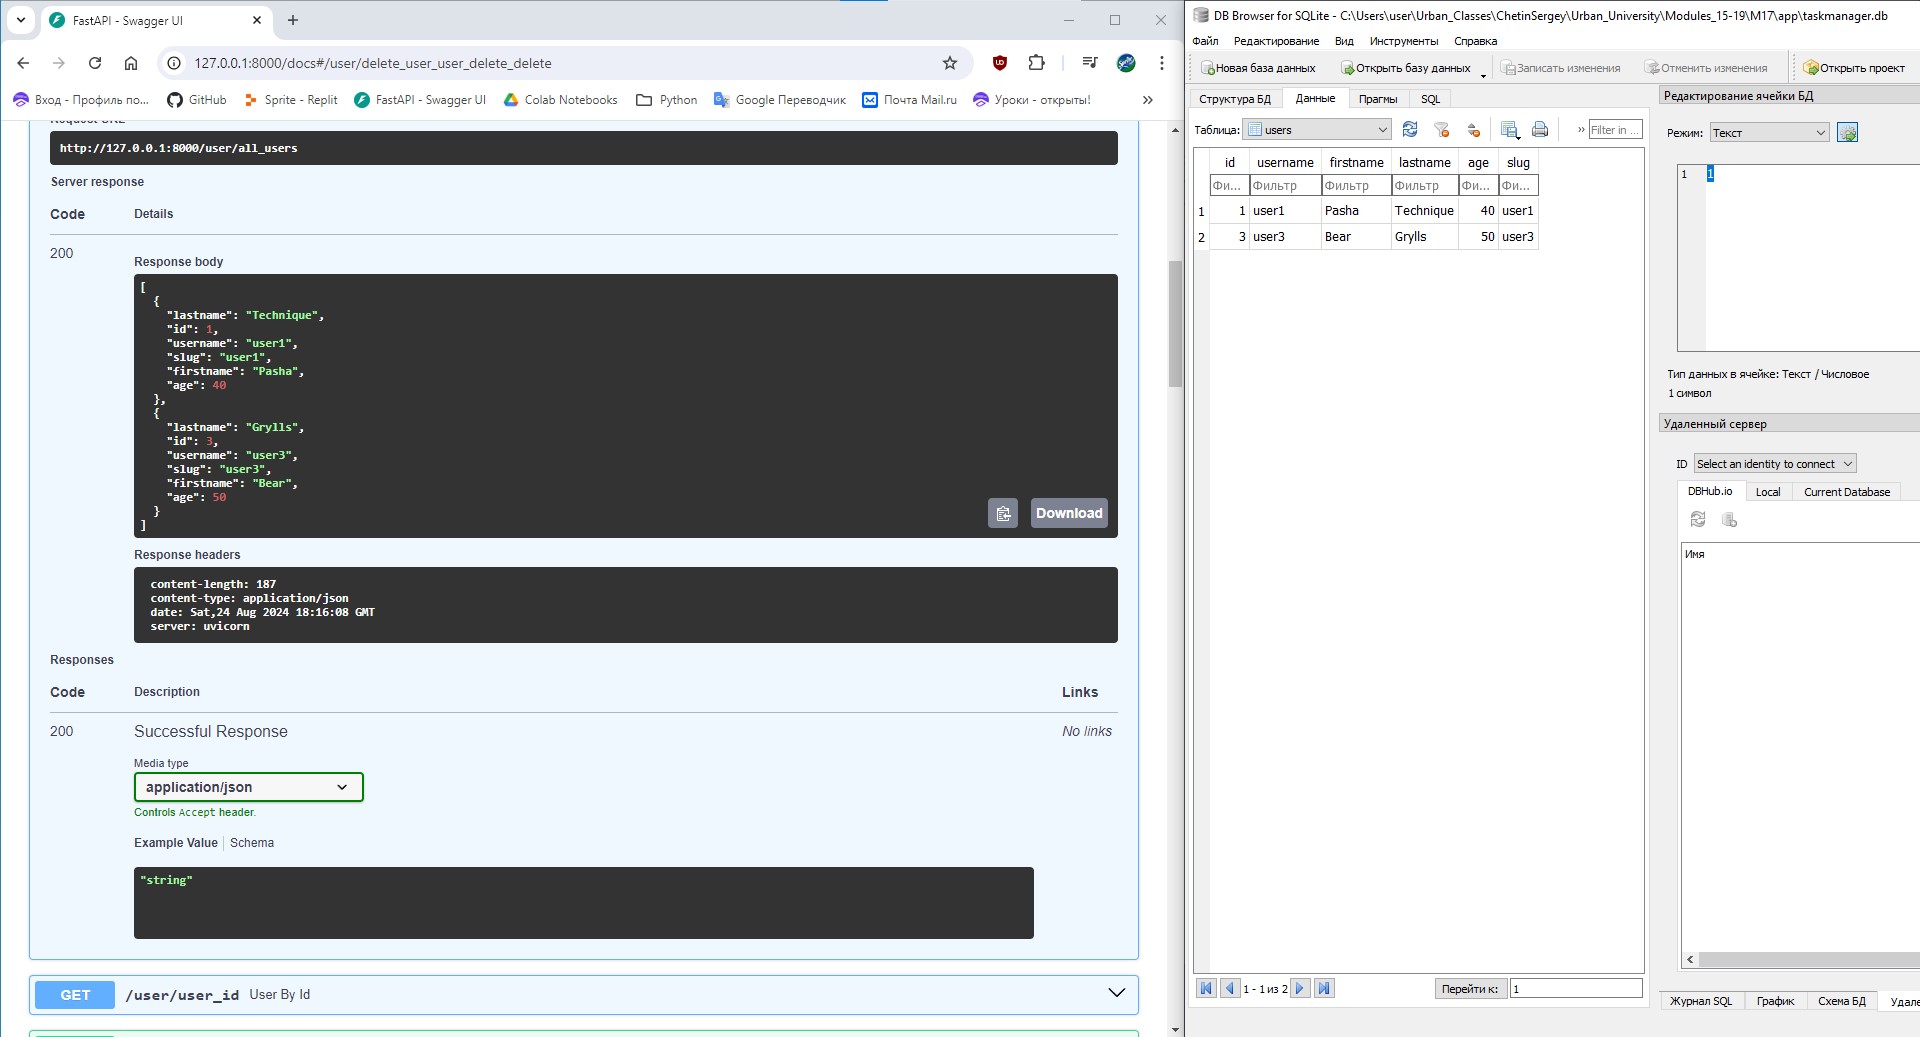 FastAPI - Swagger UI
127.0.0.1:8000/docs#/user/delete_user_user_delete_delete
Вход - Профиль по... GitHub Sprite - Replit FastAPI - Swagger UI Colab Notebooks Python Google Переводчик Почта Mail.ru Уроки - открыты!
http://127.0.0.1:8000/user/all_users
Server response
Code Details
200
Response body
[
{
"lastname": "Technique",
"id": 1,
"username": "user1",
"slug": "user1",
"firstname": "Pasha",
"age": 40
},
{
"lastname": "Grylls",
"id": 3,
"username": "user3",
"slug": "user3",
"firstname": "Bear",
"age": 50
}
]
Download
Response headers
content-length: 187
content-type: application/json
date: Sat,24 Aug 2024 18:16:08 GMT
server: uvicorn
Responses
Code Description Links
200 Successful Response No links
Media type
application/json
Controls Accept header.
Example Value Schema
"string"
GET /user/user_id User By Id
DB Browser for SQLite - C:\Users\user\Urban_Classes\ChetinSergey\Urban_University\Modules_15-19\M17\app\taskmanager.db
Файл Редактирование Вид Инструменты Справка
Новая база данных Открыть базу данных Записать изменения Отменить изменения Открыть проект
Структура БД Данные Прагмы SQL
Таблица: users Filter in ...
id username firstname lastname age slug
Фи... Фильтр Фильтр Фильтр Фи... Фи...
1 1 user1 Pasha Technique 40 user1
2 3 user3 Bear Grylls 50 user3
1 - 1 из 2 Перейти к: 1
Редактирование ячейки БД
Режим: Текст
1 1
Тип данных в ячейке: Текст / Числовое
1 символ
Удаленный сервер
ID Select an identity to connect
DBHub.io Local Current Database
Имя
Журнал SQL График Схема БД Удале